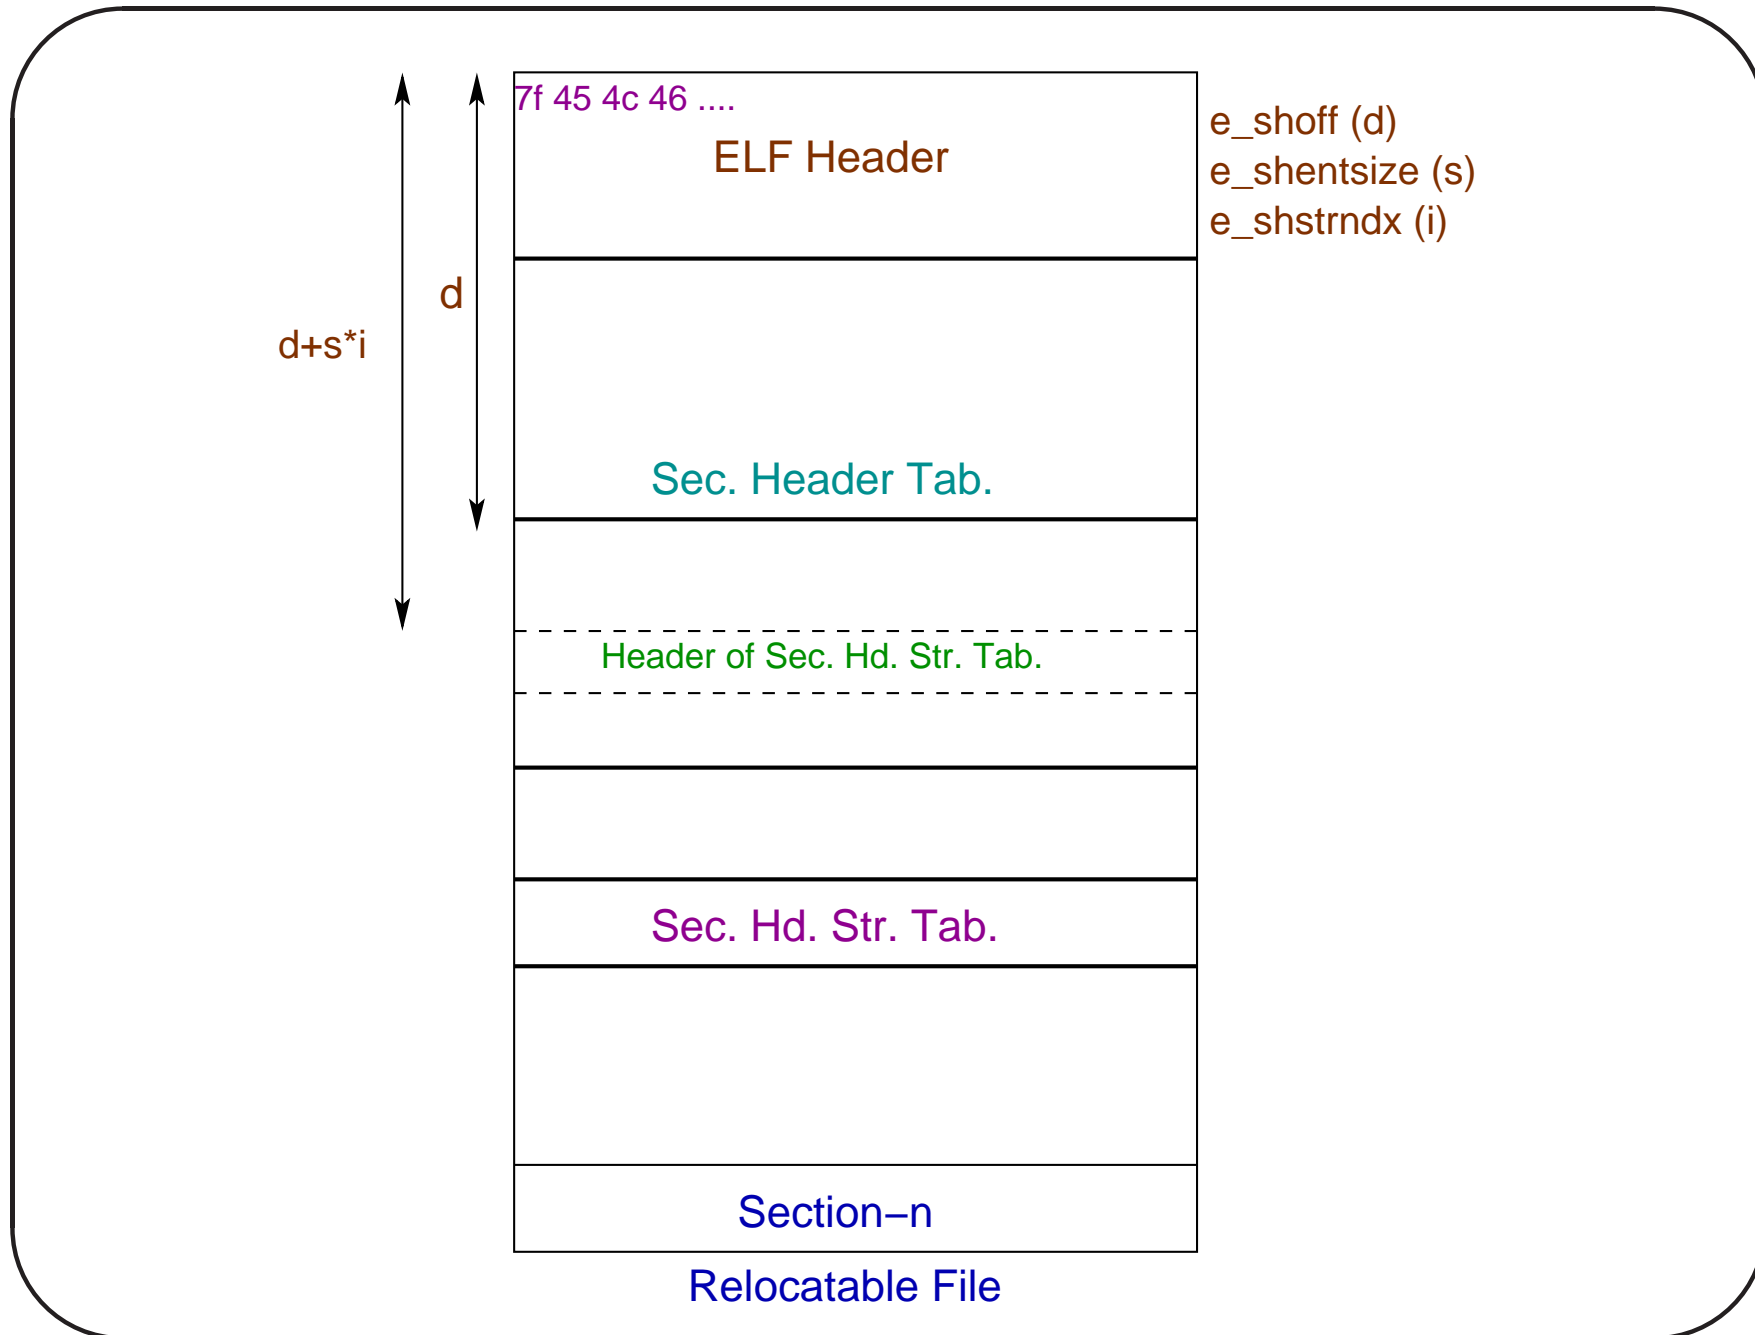 7f 45 4c 46 ....
ELF Header
e_shoff (d)
e_shentsize (s)
e_shstrndx (i)
d
d+s*i
Sec. Header Tab.
Header of Sec. Hd. Str. Tab.
Sec. Hd. Str. Tab.
Section−n
Relocatable File